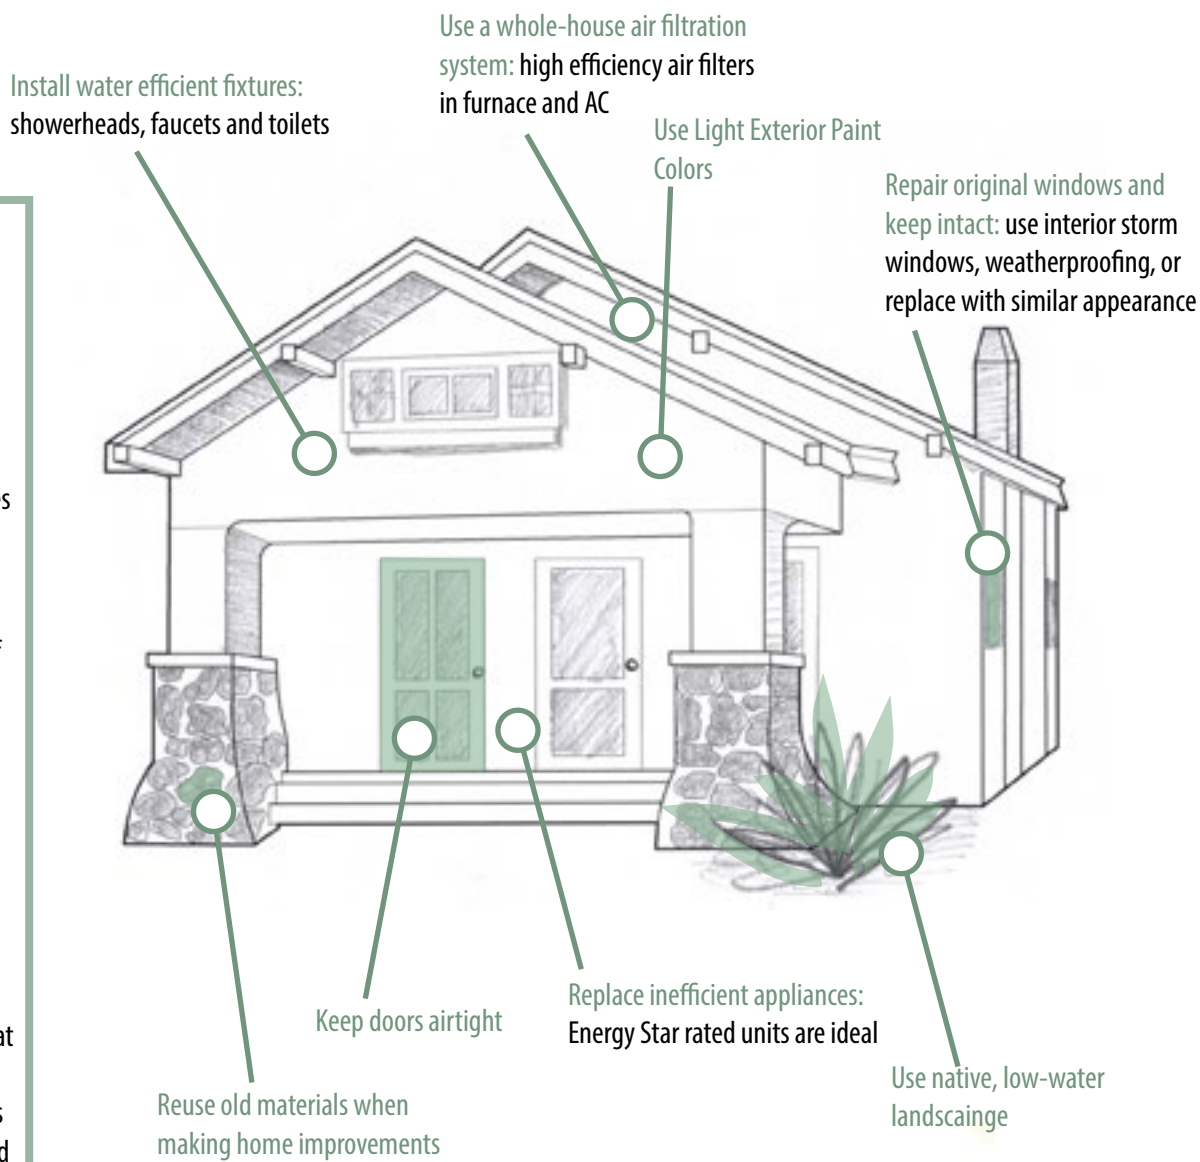 Use a whole-house air filtration
system: high efficiency air filters
in furnace and AC
Install water efficient fixtures:
showerheads, faucets and toilets
Use Light Exterior Paint
Colors
Repair original windows and
keep intact: use interior storm
windows, weatherproofing, or
replace with similar appearance
Keep doors airtight
Replace inefficient appliances:
Energy Star rated units are ideal
Reuse old materials when
making home improvements
Use native, low-water
landscainge